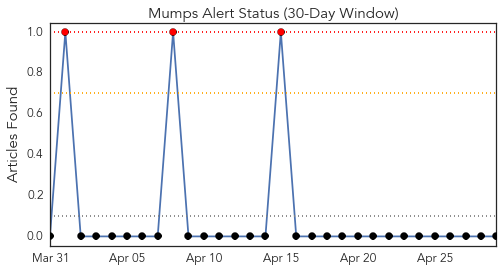 Mumps Alert Status (30-Day Window)
Articles Found
1.0
0.8
0.6
0.4
0.2
0.0
Mar 31 Apr 05 Apr 10 Apr 15 Apr 20 Apr 25